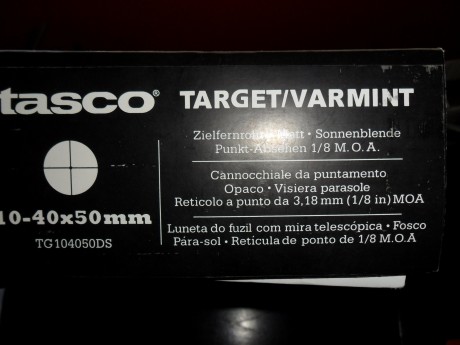 tasco®
TARGET/VARMINT
Zielfernrohr • Matt • Sonnenblende
Punkt-Absehen 1/8 M.O.A.
Cannocchiale da puntamento
Opaco • Visiera parasole
Reticolo a punto da 3,18 mm (1/8 in) MOA
Luneta do fuzil com mira telescópica • Fosco
Pára-sol • Retícula de ponto de 1/8 M.O.A
10-40x50mm
TG104050DS